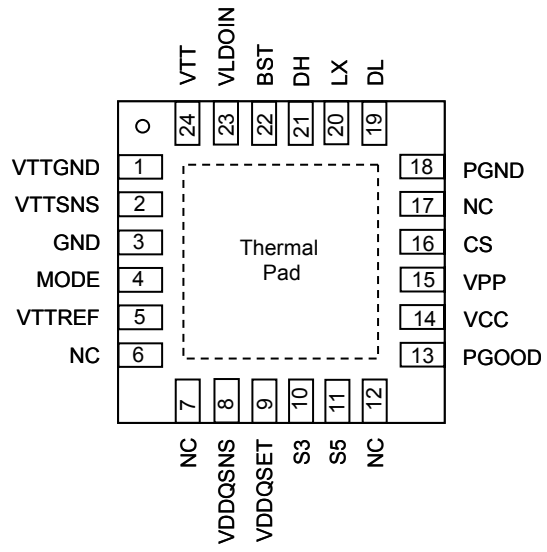 VTT
VLDOIN
BST
DH
LX
DL
24
23
22
21
20
19
VTTGND 1
VTTSNS 2
GND 3
MODE 4
VTTREF 5
NC 6
Thermal
Pad
18 PGND
17 NC
16 CS
15 VPP
14 VCC
13 PGOOD
7
8
9
10
11
12
NC
VDDQSNS
VDDQSET
S3
S5
NC